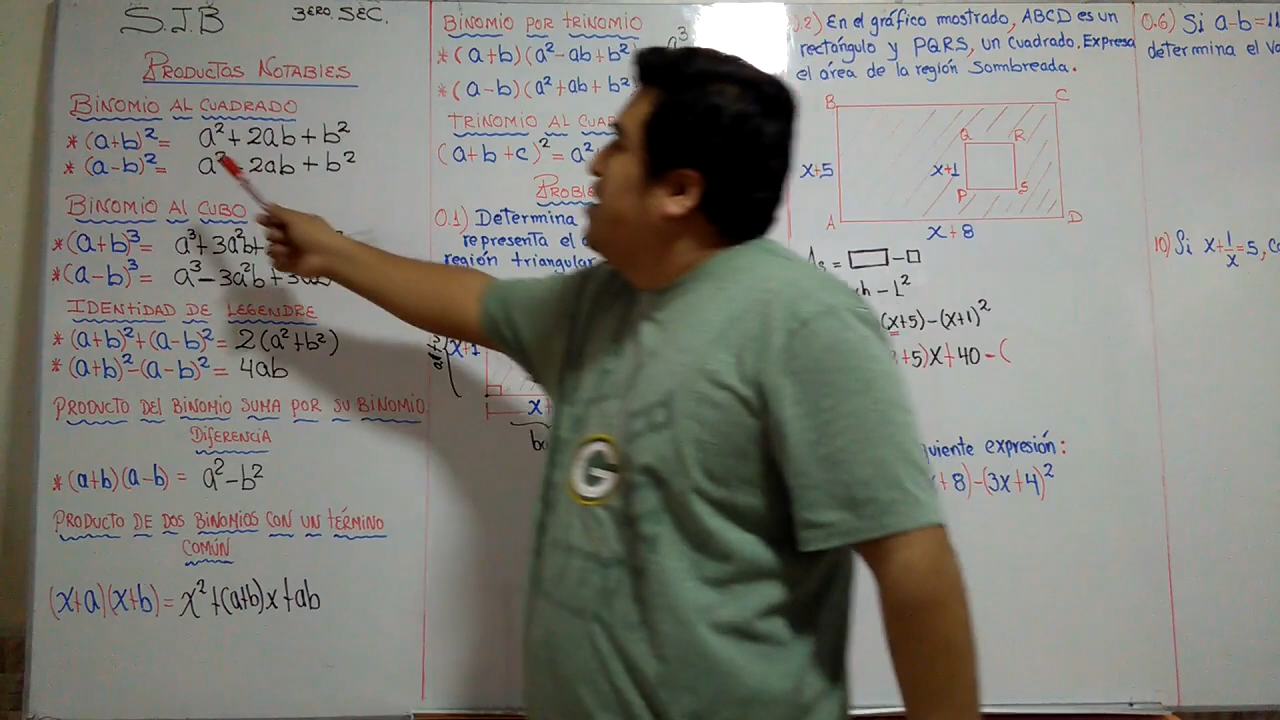 S.J.B 3ERO. SEC.
PRODUCTOS NOTABLES
BINOMIO AL CUADRADO
* (a+b)²= a²+2ab+b²
* (a-b)²= a²-2ab+b²
BINOMIO AL CUBO
*(a+b)³= a³+3a²b+
*(a-b)³= a³-3a²b+3ab
IDENTIDAD DE LEGENDRE
* (a+b)²+(a-b)²= 2(a²+b²)
* (a+b)²-(a-b)²= 4ab
PRODUCTO DEL BINOMIO SUMA POR SU BINOMIO
DIFERENCIA
*(a+b)(a-b)= a²-b²
PRODUCTO DE DOS BINOMIOS CON UN TÉRMINO
COMÚN
(x+a)(x+b)= x²+(a+b)x+ab
BINOMIO POR TRINOMIO
*(a+b)(a²-ab+b² a³
*(a-b)(a²+ab+b²
TRINOMIO AL
(a+b+c)²=a²
0.1) Determina
representa el
región triangular
x+1
G
0.2) En el gráfico mostrado, ABCD es un
rectángulo y PQRS, un cuadrado. Expresa
el área de la región sombreada.
B C
Q R
x+5 x+1
P S
A D
x+8
As = ▭-□
h-L²
(x+5)-(x+1)²
+5)x+40-(
expresión:
+8)-(3x+4)²
0.6) Si a-b=11
determina el
10) Si x+1/x=5,